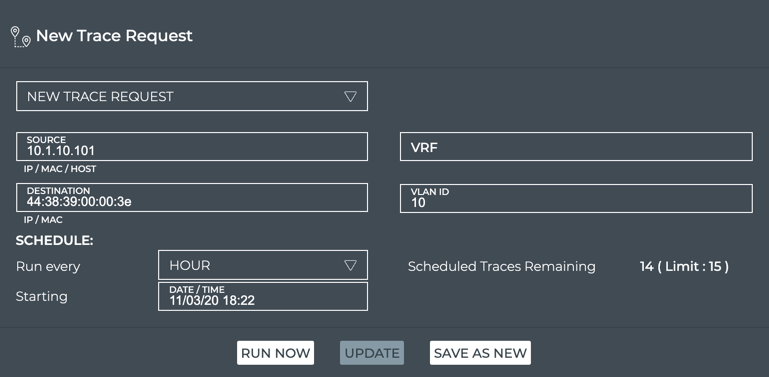 New Trace Request
NEW TRACE REQUEST
SOURCE
10.1.10.101
VRF
IP / MAC / HOST
DESTINATION
44:38:39:00:00:3e
VLAN ID
10
IP / MAC
SCHEDULE:
Run every
HOUR
Scheduled Traces Remaining
14 ( Limit : 15 )
Starting
DATE / TIME
11/03/20 18:22
RUN NOW
UPDATE
SAVE AS NEW